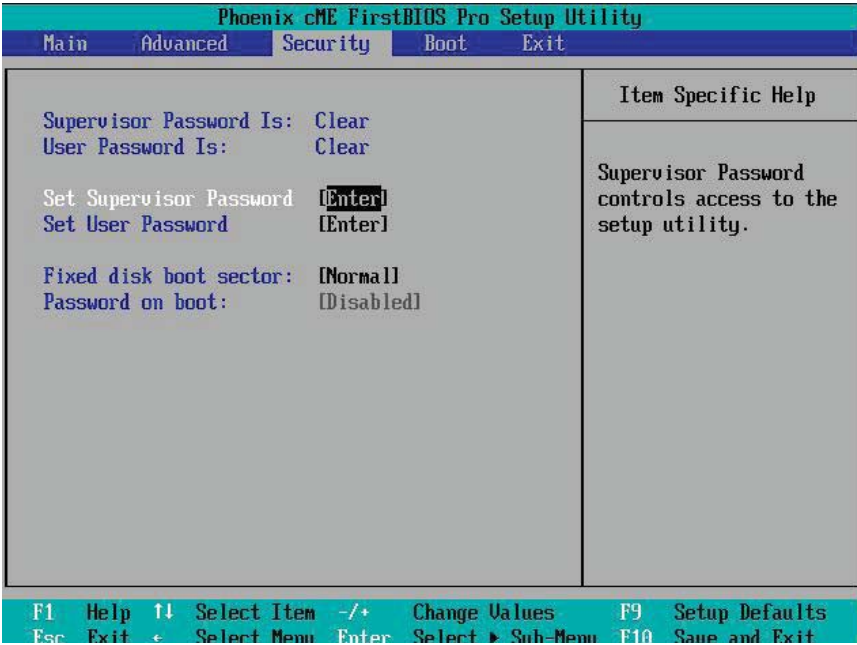 Phoenix cME FirstBIOS Pro Setup Utility
Main Advanced Security Boot Exit
Item Specific Help
Supervisor Password Is: Clear
User Password Is: Clear
Set Supervisor Password [Enter]
Set User Password [Enter]
Fixed disk boot sector: [Normal]
Password on boot: [Disabled]
Supervisor Password
controls access to the
setup utility.
F1 Help ↑↓ Select Item -/+ Change Values F9 Setup Defaults
Esc Exit ← Select Menu Enter Select ▶ Sub-Menu F10 Save and Exit